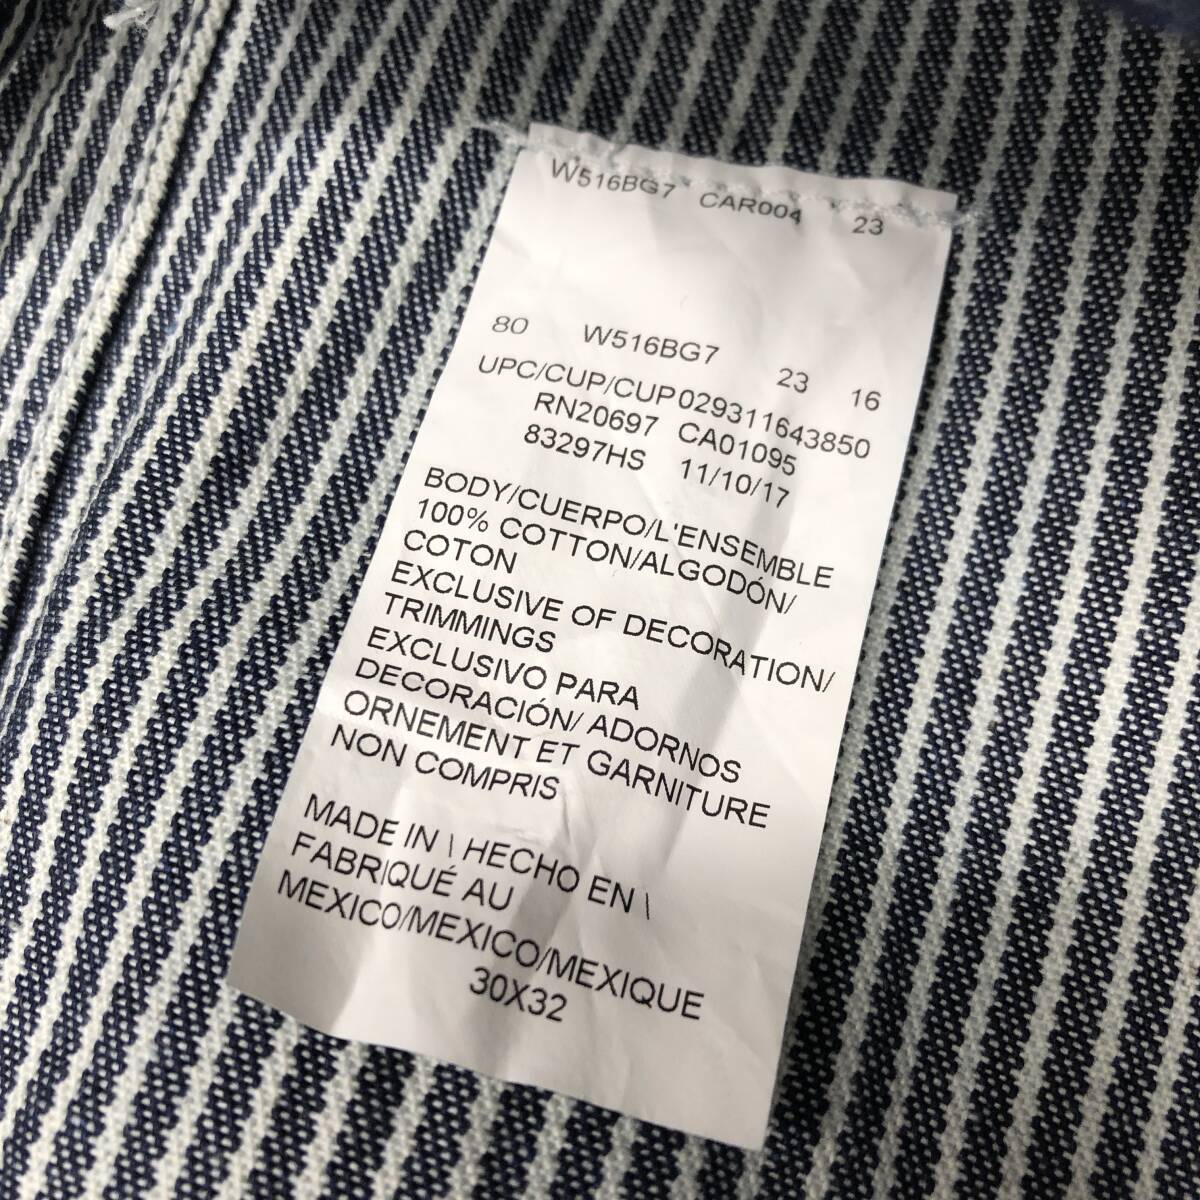 W516BG7 CAR004 23
80 W516BG7 23 16
UPC/CUP/CUP 029311643850
RN20697 CA01095
83297HS 11/10/17
BODY/CUERPO/L'ENSEMBLE
100% COTTON/ALGODÓN/
COTON
EXCLUSIVE OF DECORATION/
TRIMMINGS
EXCLUSIVO PARA
DECORACIÓN/ ADORNOS
ORNEMENT ET GARNITURE
NON COMPRIS
MADE IN \ HECHO EN \
FABRIQUÉ AU
MEXICO/MEXICO/MEXIQUE
30X32